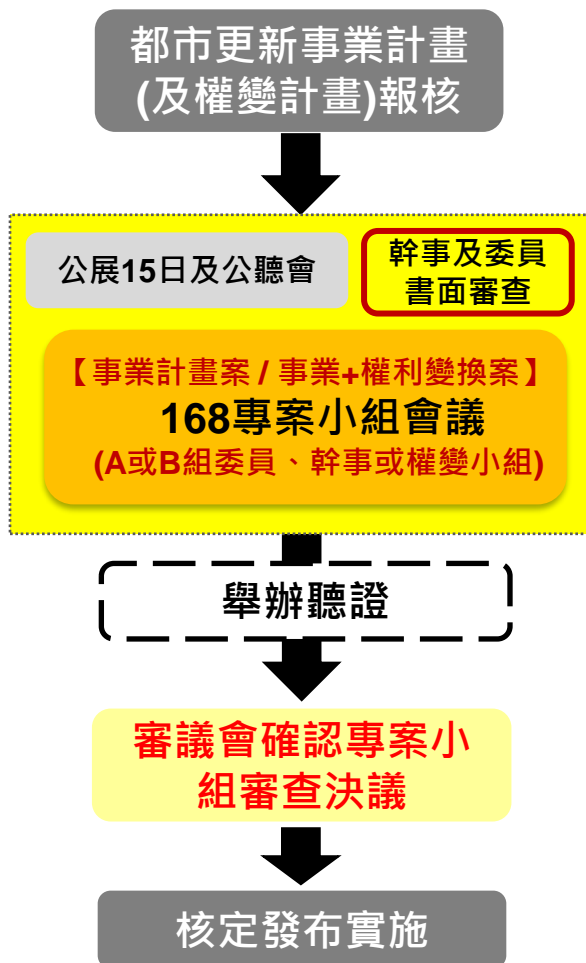 都市更新事業計畫
(及權變計畫)報核
公展15日及公聽會
幹事及委員
書面審查
【事業計畫案 / 事業+權利變換案】
168專案小組會議
(A或B組委員、幹事或權變小組)
舉辦聽證
審議會確認專案小
組審查決議
核定發布實施